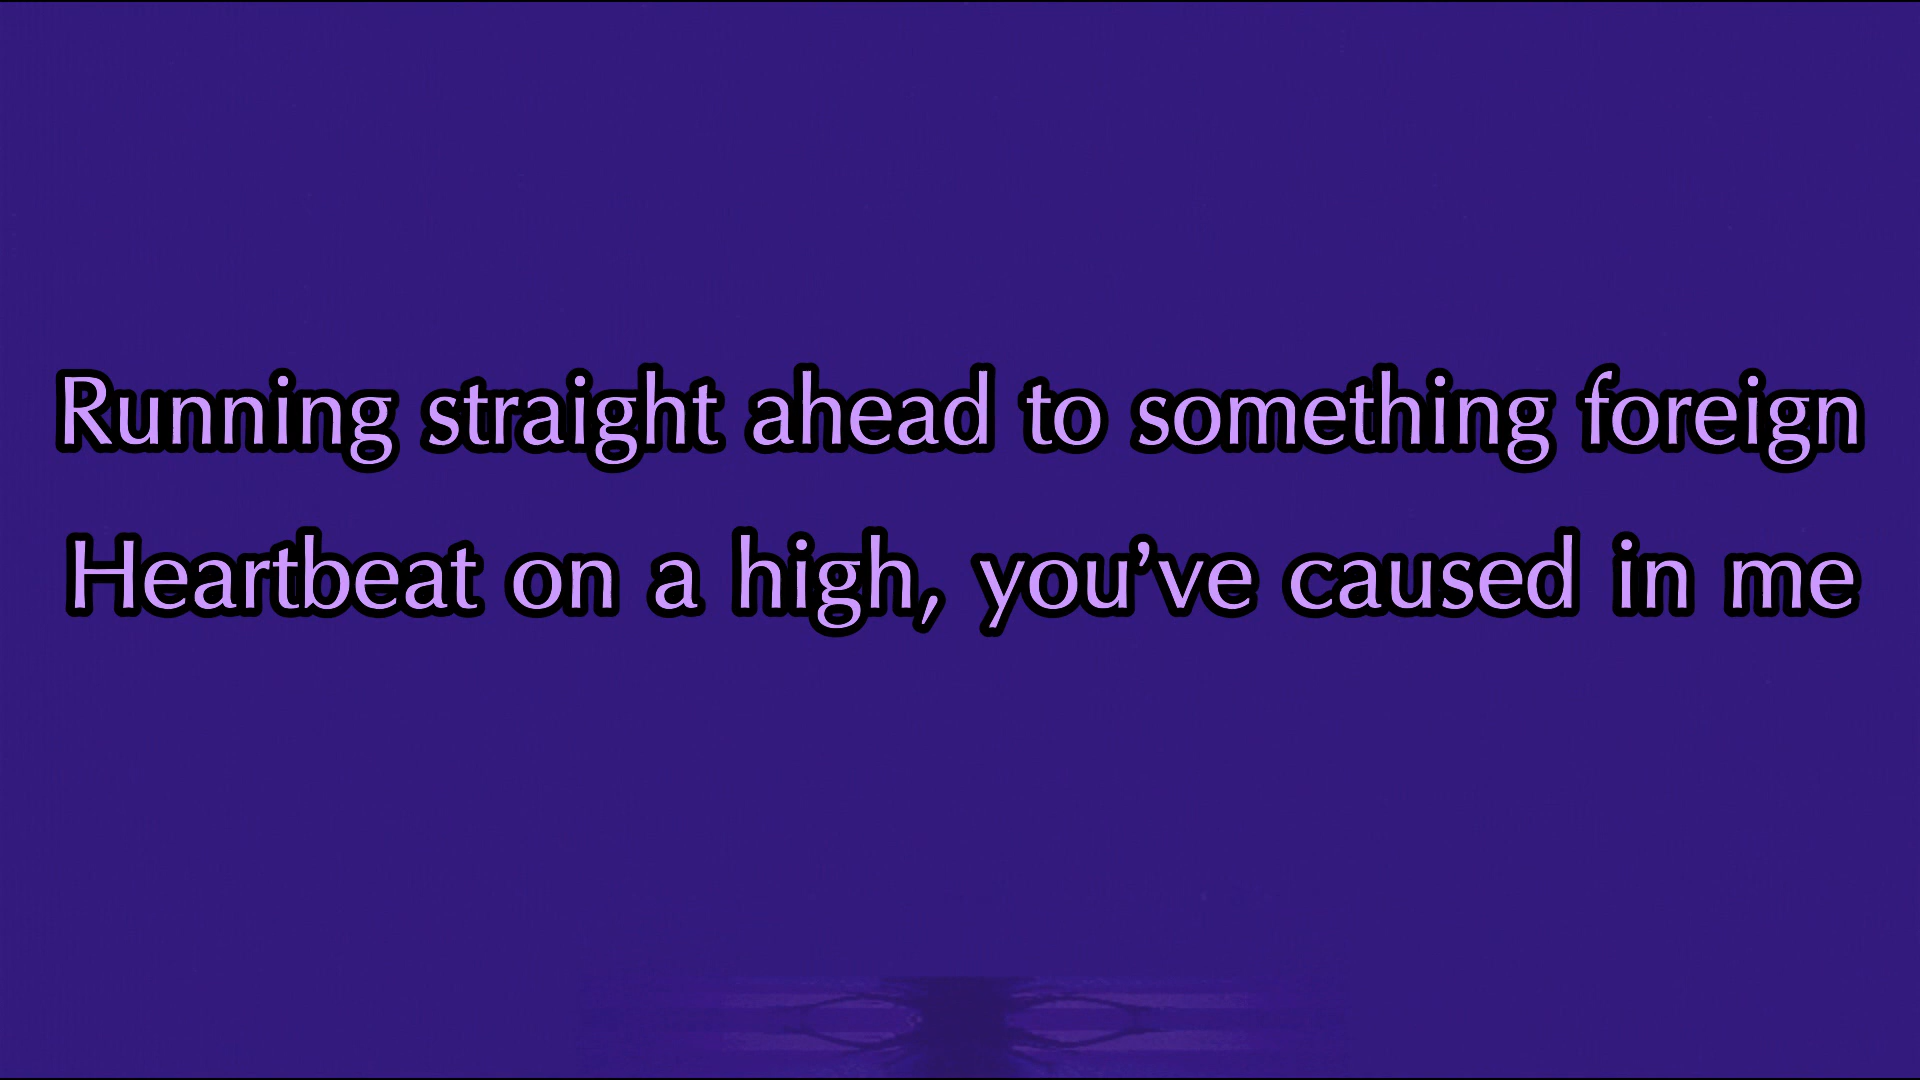 Running straight ahead to something foreign
Heartbeat on a high, you’ve caused in me